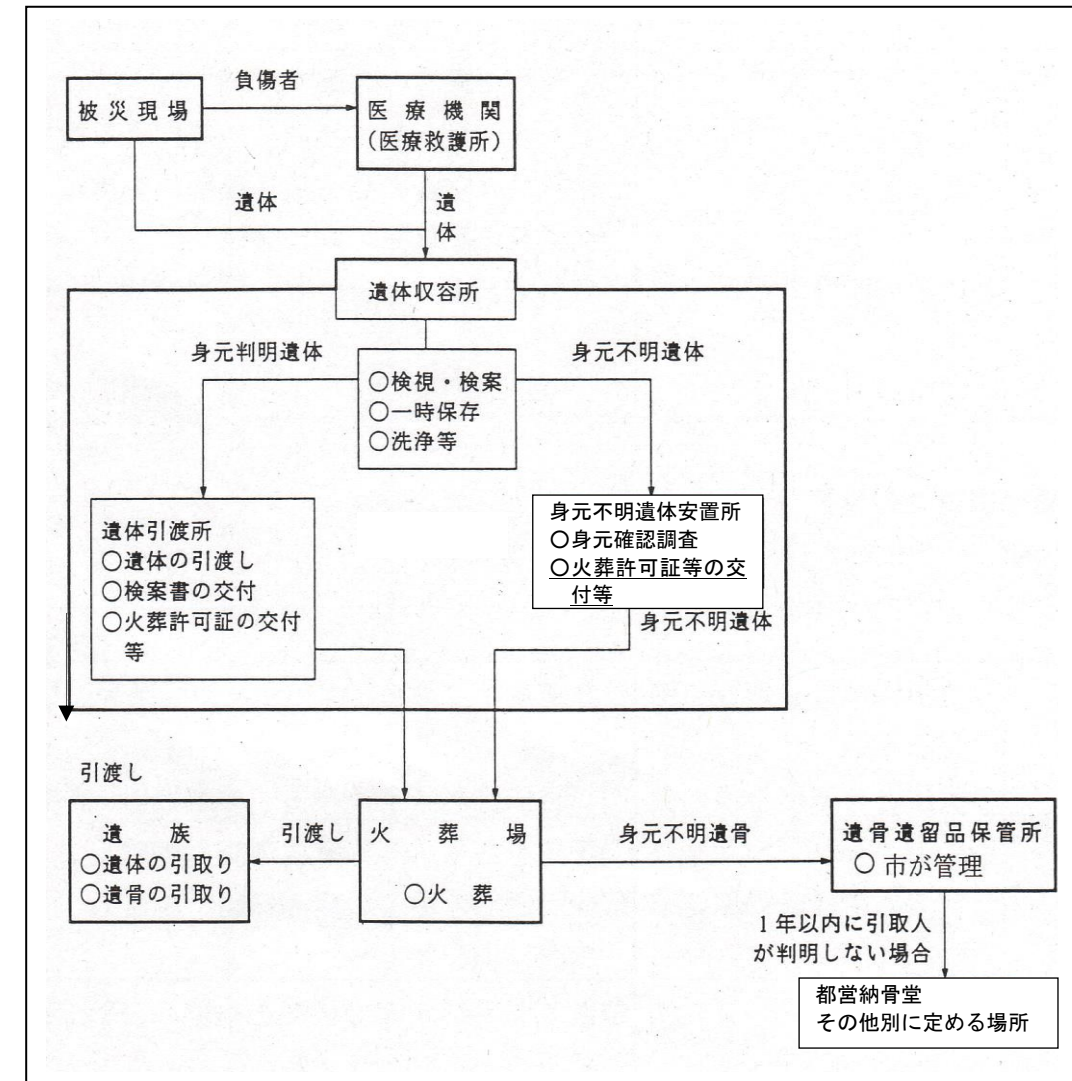 負傷者
被災現場
医療機関
（医療救護所）
遺体
遺
体
遺体収容所
身元判明遺体
身元不明遺体
○検視・検案
○一時保存
○洗浄等
遺体引渡所
○遺体の引渡し
○検案書の交付
○火葬許可証の交付
等
身元不明遺体安置所
○身元確認調査
○火葬許可証等の交
付等
身元不明遺体
引渡し
遺族
○遺体の引取り
○遺骨の引取り
引渡し
火葬場
○火葬
身元不明遺骨
遺骨遺留品保管所
○ 市が管理
１年以内に引取人
が判明しない場合
都営納骨堂
その他別に定める場所